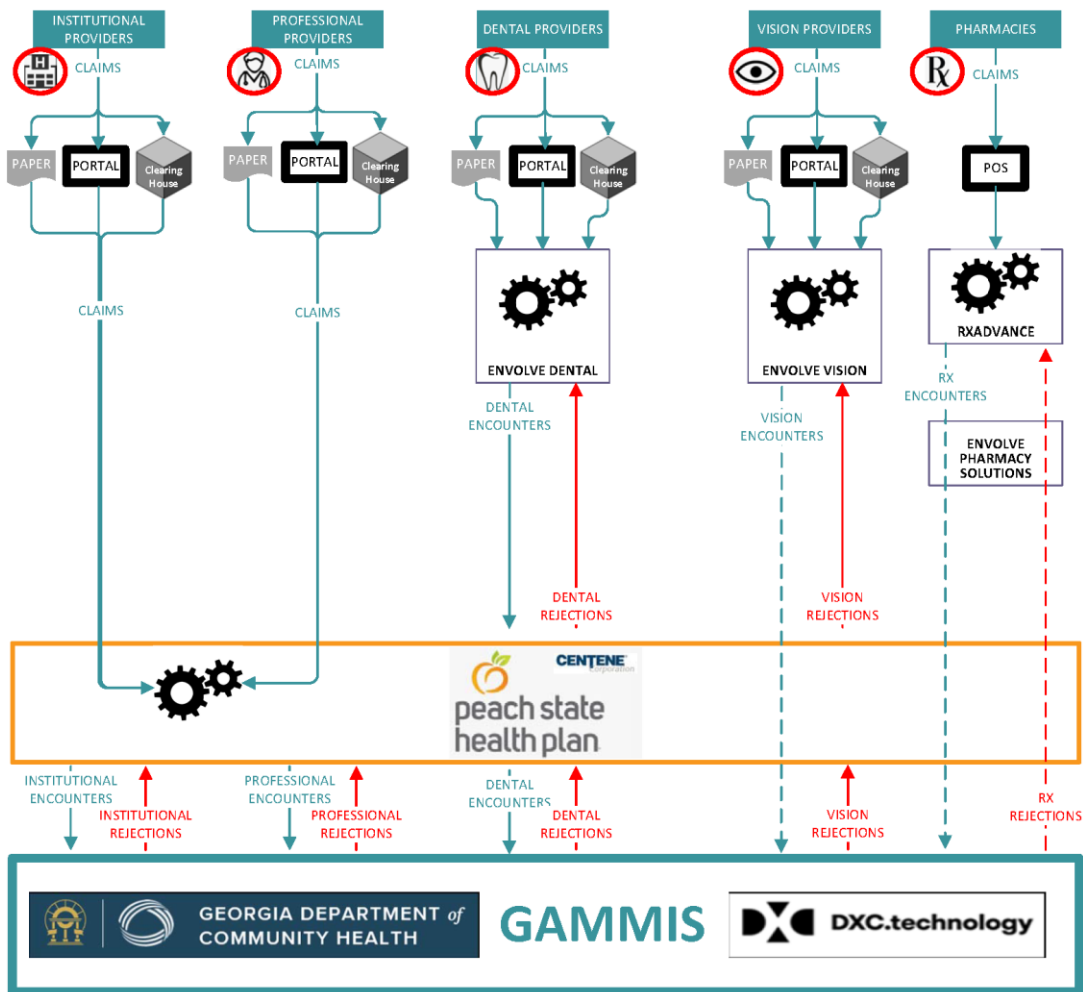 INSTITUTIONAL
PROVIDERS
PROFESSIONAL
PROVIDERS
DENTAL PROVIDERS
VISION PROVIDERS
PHARMACIES
H
CLAIMS
CLAIMS
CLAIMS
CLAIMS
Rx
CLAIMS
PAPER
PORTAL
Clearing
House
PAPER
PORTAL
Clearing
House
PAPER
PORTAL
Clearing
House
PAPER
PORTAL
Clearing
House
POS
CLAIMS
CLAIMS
ENVOLVE DENTAL
ENVOLVE VISION
RXADVANCE
DENTAL
ENCOUNTERS
VISION
ENCOUNTERS
RX
ENCOUNTERS
ENVOLVE
PHARMACY
SOLUTIONS
DENTAL
REJECTIONS
VISION
REJECTIONS
CENTENE
Corporation
peach state
health plan
INSTITUTIONAL
ENCOUNTERS
INSTITUTIONAL
REJECTIONS
PROFESSIONAL
ENCOUNTERS
PROFESSIONAL
REJECTIONS
DENTAL
ENCOUNTERS
DENTAL
REJECTIONS
VISION
REJECTIONS
RX
REJECTIONS
GEORGIA DEPARTMENT of
COMMUNITY HEALTH
GAMMIS
DXC.technology